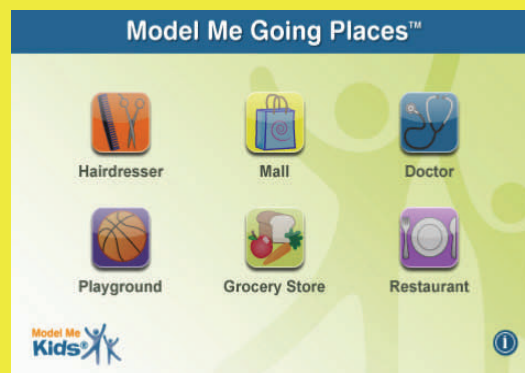 Model Me Going Places™
Hairdresser
Mall
Doctor
Playground
Grocery Store
Restaurant
Model Me
Kids®
i